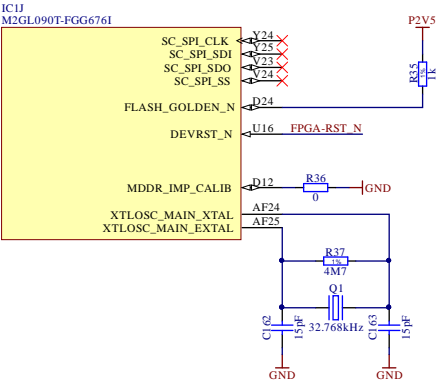 IC1J
M2GL090T-FGG676I
P2V5
SC_SPI_CLK Y24
SC_SPI_SDI Y25
SC_SPI_SDO V23
SC_SPI_SS V24
R35
1%
1k
FLASH_GOLDEN_N D24
DEVRST_N U16 FPGA-RST_N
MDDR_IMP_CALIB D12 R36 GND
0
XTLOSC_MAIN_XTAL AF24
XTLOSC_MAIN_EXTAL AF25
R37
1%
4M7
Q1
32.768kHz
C162
15pF
C163
15pF
GND GND